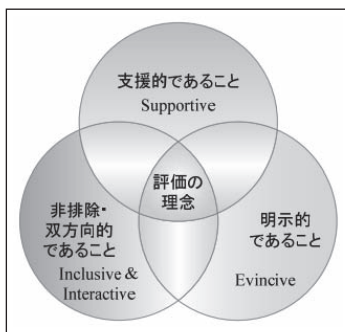 支援的であること
Supportive
評価の
理念
非排除・
双方向的
であること
Inclusive &
Interactive
明示的
であること
Evincive